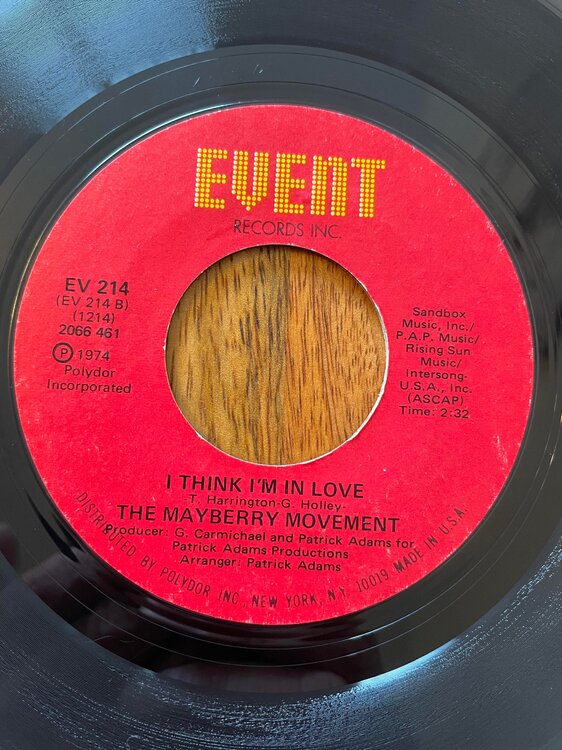 EVENT
RECORDS INC.
EV 214
(EV 214 B)
(1214)
2066 461
Ⓟ 1974
Polydor
Incorporated
Sandbox
Music, Inc./
P.A.P. Music/
Rising Sun
Music/
Intersong-
U.S.A., Inc.
(ASCAP)
Time: 2:32
I THINK I'M IN LOVE
-T. Harrington-G. Holley-
THE MAYBERRY MOVEMENT
Producer: G. Carmichael and Patrick Adams for
Patrick Adams Productions
Arranger: Patrick Adams
DISTRIBUTED BY POLYDOR INC., NEW YORK, N.Y. 10019 MADE IN U.S.A.